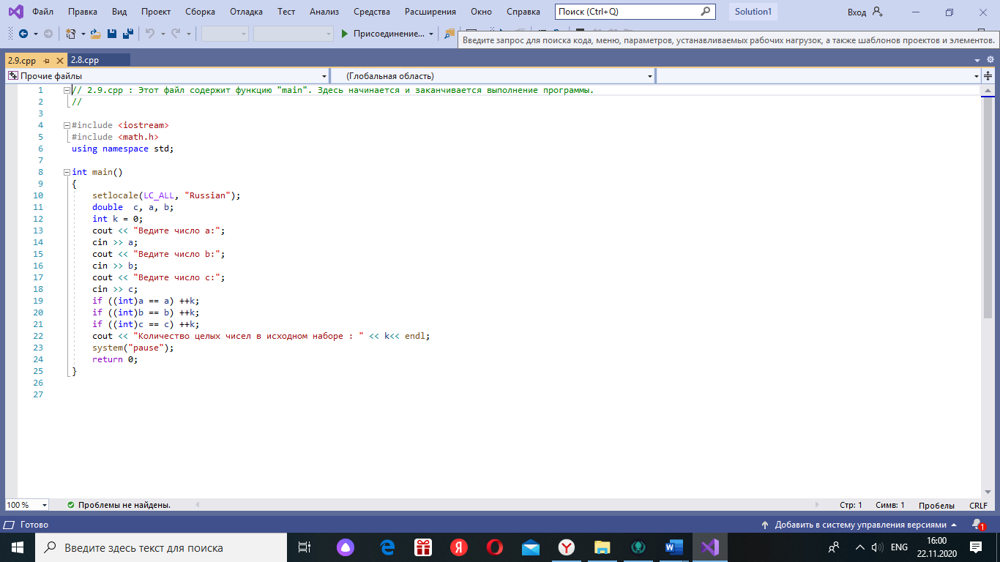 Файл Правка Вид Проект Сборка Отладка Тест Анализ Средства Расширения Окно Справка Поиск (Ctrl+Q) Solution1 Вход
Присоединение...
Введите запрос для поиска кода, меню, параметров, устанавливаемых рабочих нагрузок, а также шаблонов проектов и элементов.
2.9.cpp 2.8.cpp
Прочие файлы (Глобальная область)
1 // 2.9.cpp : Этот файл содержит функцию "main". Здесь начинается и заканчивается выполнение программы.
2 //
3
4 #include <iostream>
5 #include <math.h>
6 using namespace std;
7
8 int main()
9 {
10 setlocale(LC_ALL, "Russian");
11 double  c, a, b;
12 int k = 0;
13 cout << "Ведите число a:";
14 cin >> a;
15 cout << "Ведите число b:";
16 cin >> b;
17 cout << "Ведите число c:";
18 cin >> c;
19 if ((int)a == a) ++k;
20 if ((int)b == b) ++k;
21 if ((int)c == c) ++k;
22 cout << "Количество целых чисел в исходном наборе : " << k<< endl;
23 system("pause");
24 return 0;
25 }
26
27
100 % Проблемы не найдены. Стр: 1 Симв: 1 Пробелы CRLF
Готово Добавить в систему управления версиями 1
Введите здесь текст для поиска ENG 16:00
22.11.2020